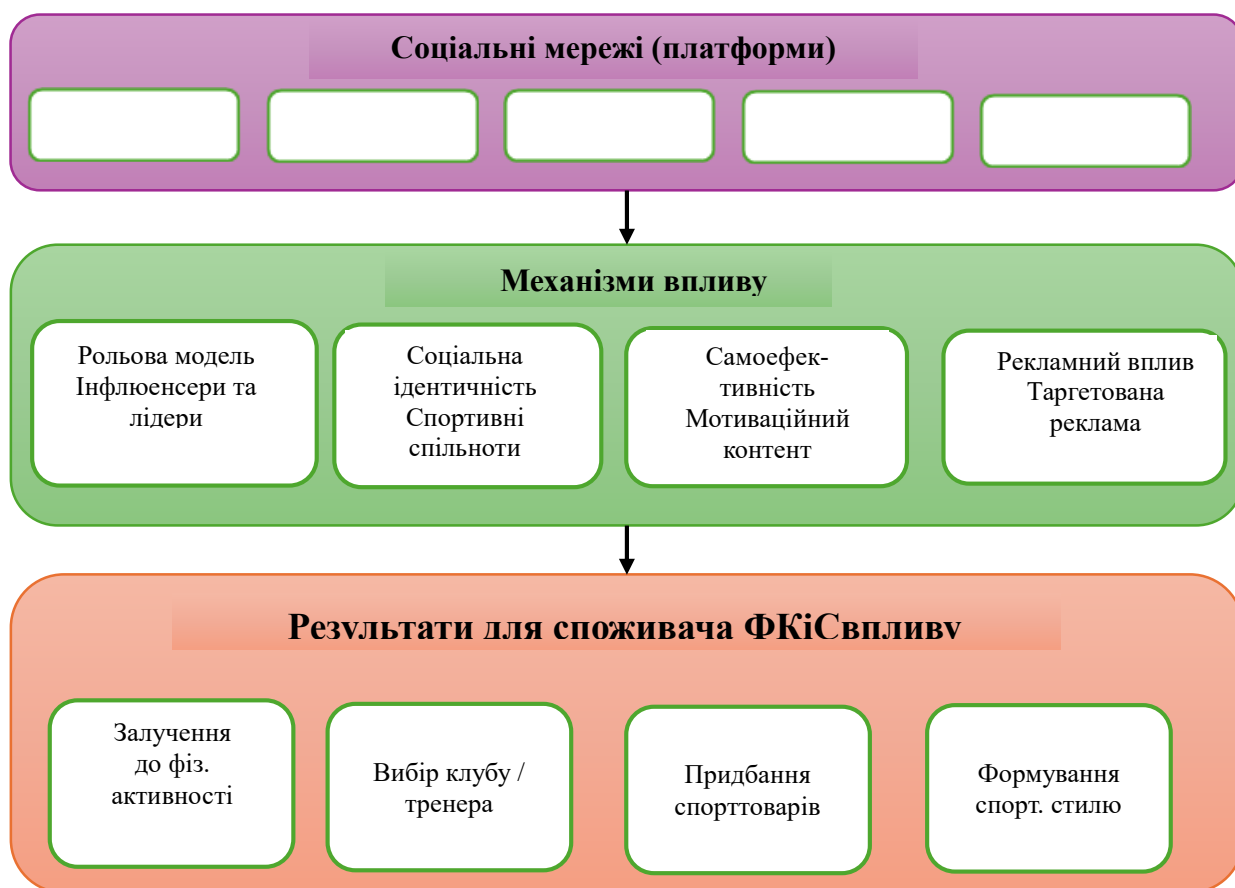 Соціальні мережі (платформи)
Механізми впливу
Рольова модель
Інфлюенсери та
лідери
Соціальна
ідентичність
Спортивні
спільноти
Самоефек-
тивність
Мотиваційний
контент
Рекламний вплив
Таргетована
реклама
Результати для споживача ФКіСвпливу
Залучення
до фіз.
активності
Вибір клубу /
тренера
Придбання
спорттоварів
Формування
спорт. стилю